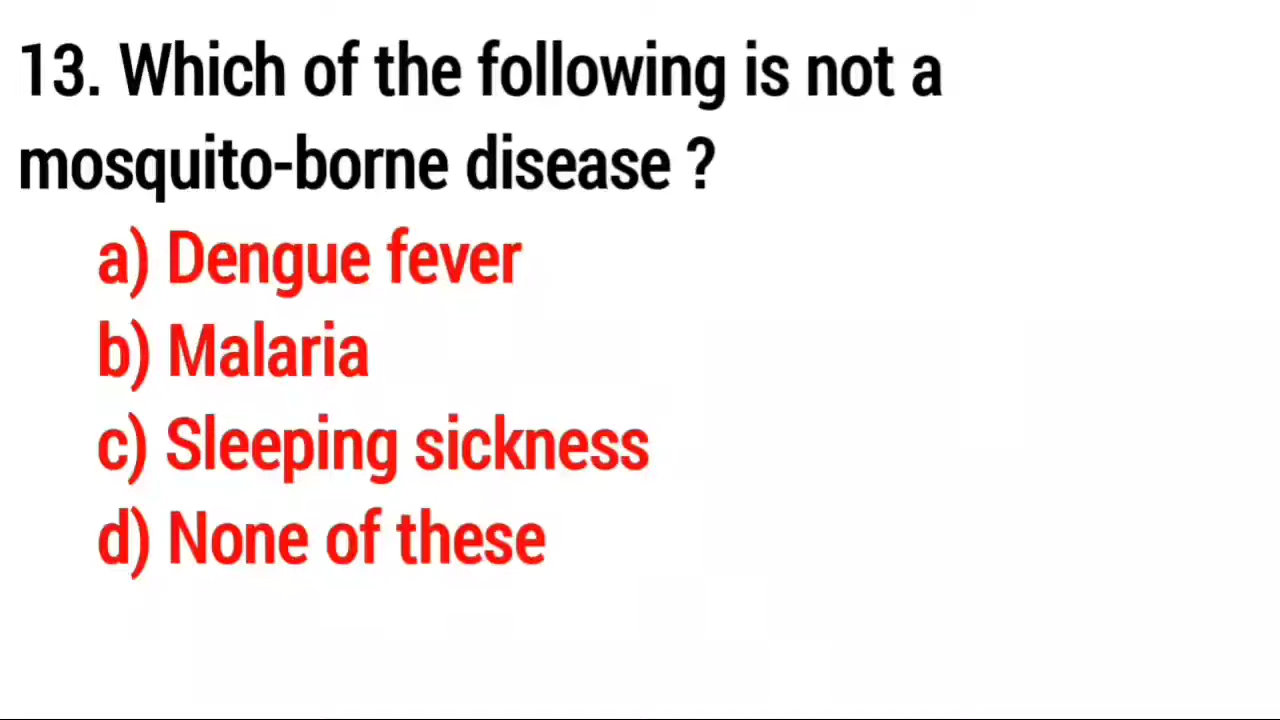 13. Which of the following is not a
mosquito-borne disease ?
a) Dengue fever
b) Malaria
c) Sleeping sickness
d) None of these